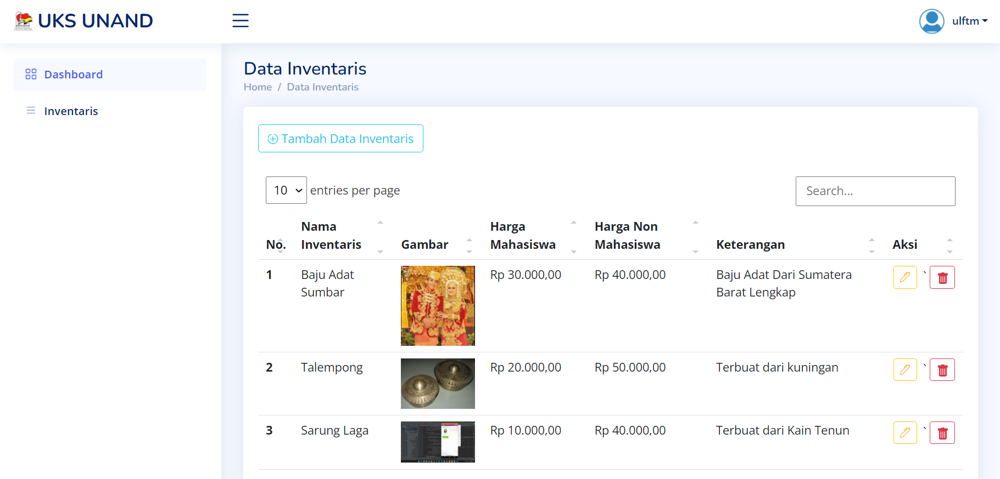 UKS UNAND
ulftm
Dashboard
Inventaris
Data Inventaris
Home / Data Inventaris
Tambah Data Inventaris
10 entries per page
Search...
No. Nama Inventaris Gambar Harga Mahasiswa Harga Non Mahasiswa Keterangan Aksi
1 Baju Adat Sumbar Rp 30.000,00 Rp 40.000,00 Baju Adat Dari Sumatera Barat Lengkap `
2 Talempong Rp 20.000,00 Rp 50.000,00 Terbuat dari kuningan `
3 Sarung Laga Rp 10.000,00 Rp 40.000,00 Terbuat dari Kain Tenun `